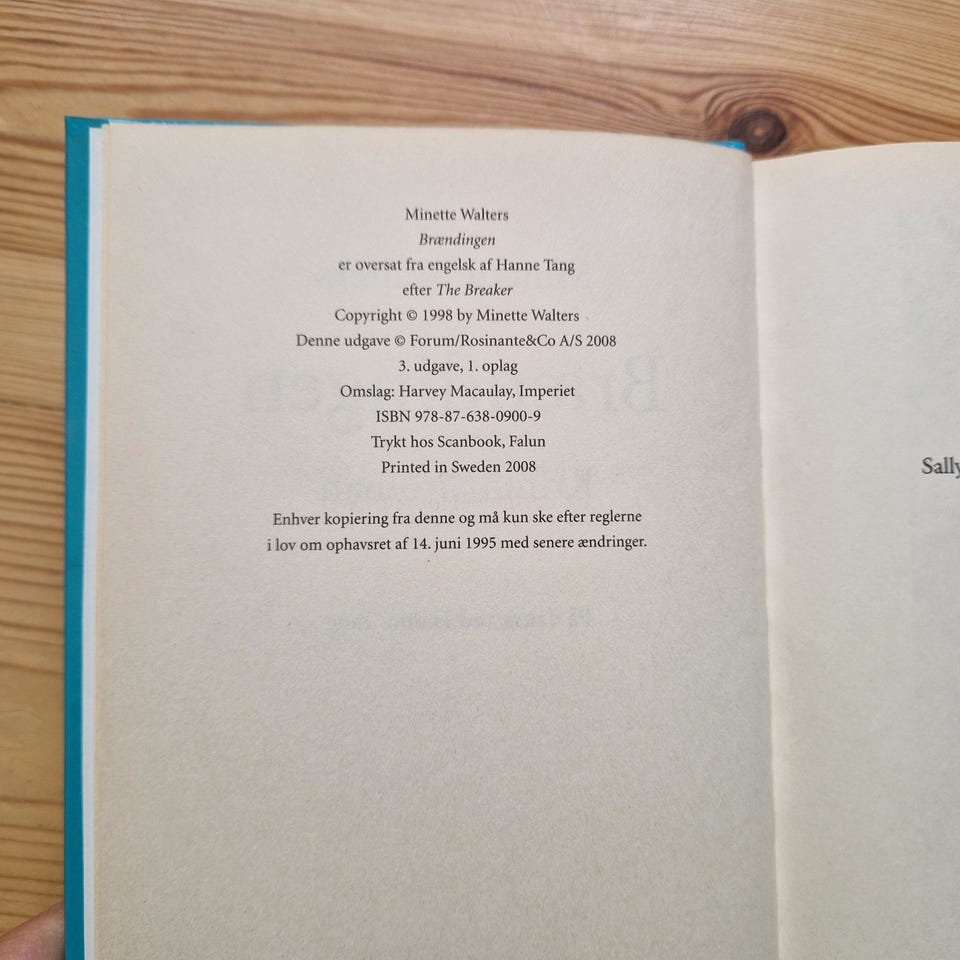 Minette Walters
Brændingen
er oversat fra engelsk af Hanne Tang
efter The Breaker
Copyright © 1998 by Minette Walters
Denne udgave © Forum/Rosinante&Co A/S 2008
3. udgave, 1. oplag
Omslag: Harvey Macaulay, Imperiet
ISBN 978-87-638-0900-9
Trykt hos Scanbook, Falun
Printed in Sweden 2008
Enhver kopiering fra denne og må kun ske efter reglerne
i lov om ophavsret af 14. juni 1995 med senere ændringer.
Sally